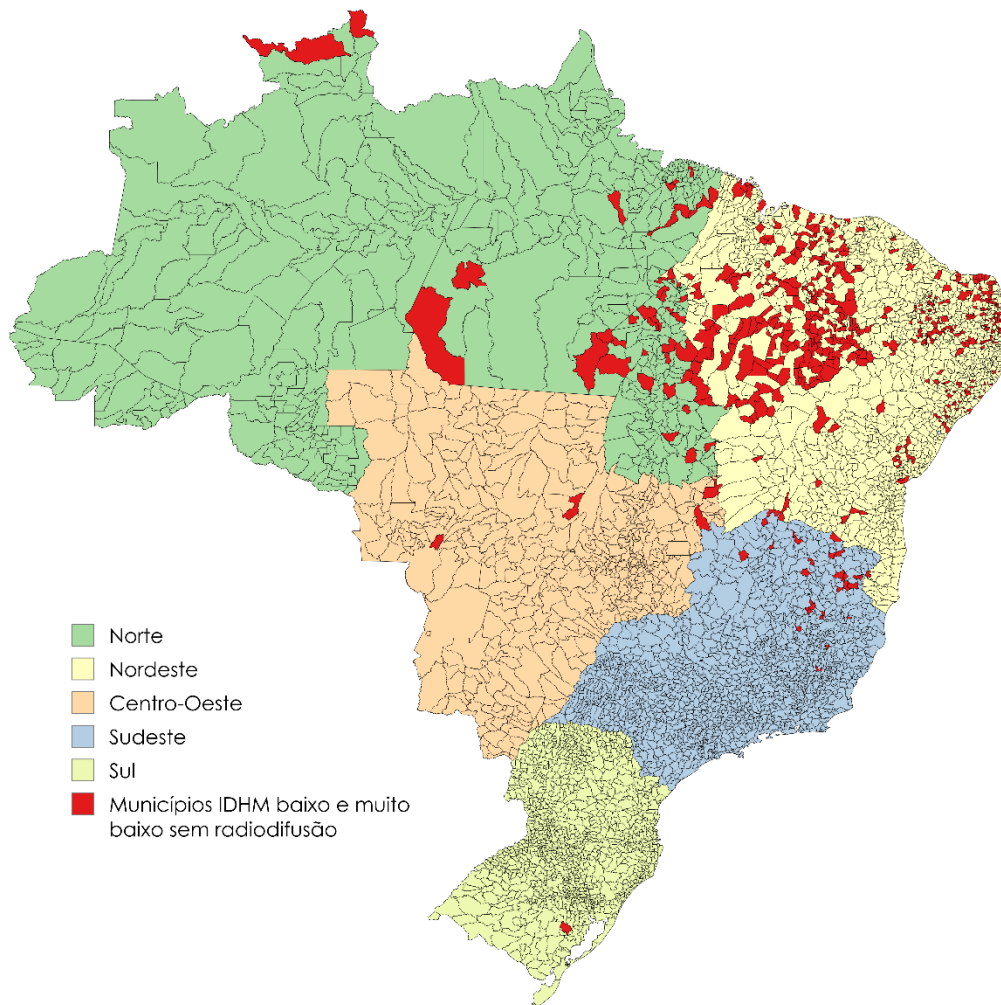 Norte
Nordeste
Centro-Oeste
Sudeste
Sul
Municípios IDHM baixo e muito
baixo sem radiodifusão